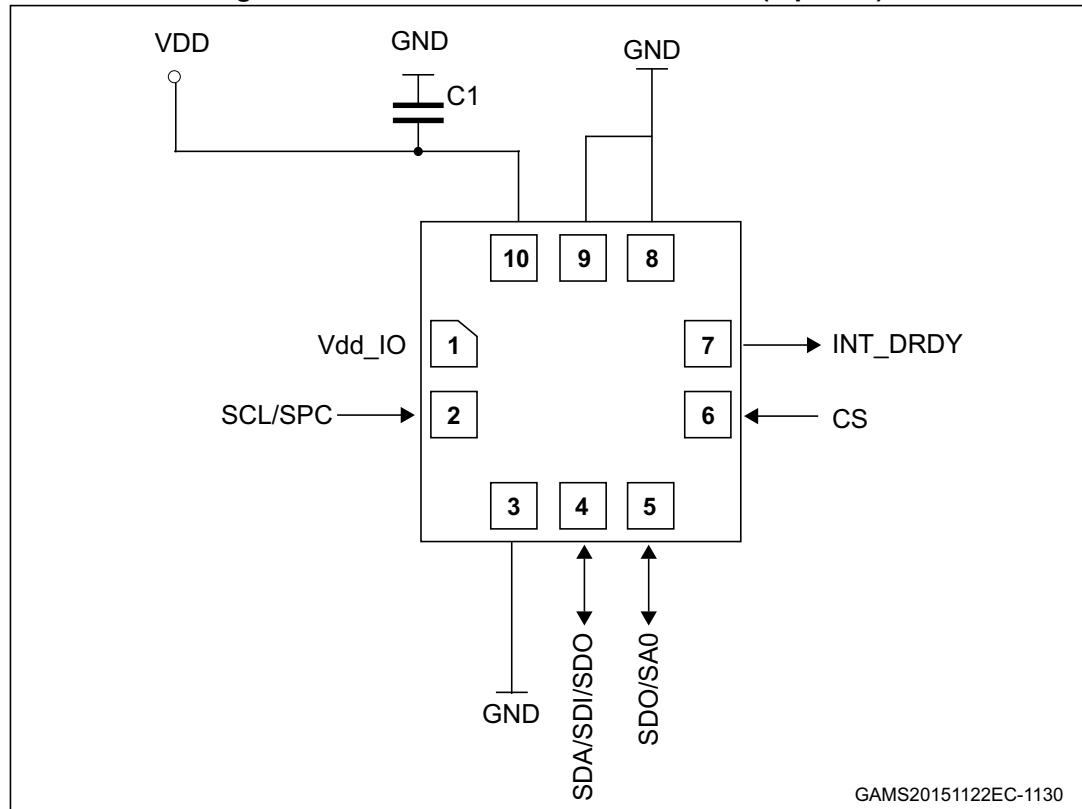 VDD
GND
GND
C1
10 9 8
Vdd_IO 1 7 INT_DRDY
SCL/SPC 2 6 CS
3 4 5
GND
SDA/SDI/SDO
SDO/SA0
GAMS20151122EC-1130